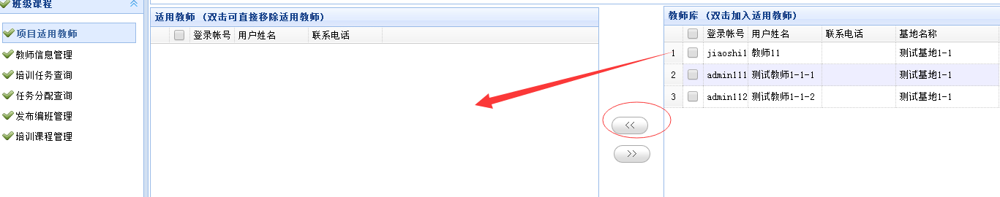 班级课程
项目适用教师
教师信息管理
培训任务查询
任务分配查询
发布编班管理
培训课程管理
适用教师 (双击可直接移除适用教师)
登录帐号 用户姓名 联系电话
<<
>>
教师库 (双击加入适用教师)
登录帐号 用户姓名 联系电话 基地名称
1 jiaoshi1 教师11 测试基地1-1
2 admin111 测试教师1-1-1 测试基地1-1
3 admin112 测试教师1-1-2 测试基地1-1